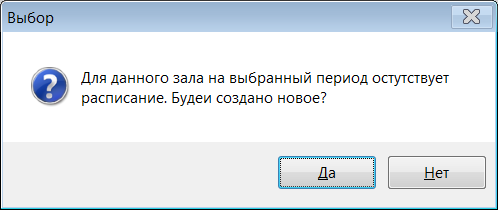 Выбор
Для данного зала на выбранный период остутствует
расписание. Будеи создано новое?
Да
Нет